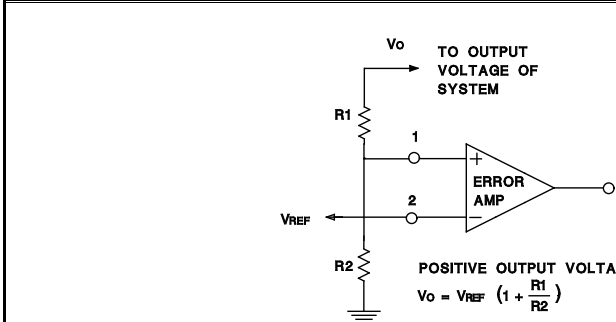 Vo
TO OUTPUT
VOLTAGE OF
SYSTEM
R1
1
+
ERROR
AMP
2
−
VREF
R2
POSITIVE OUTPUT VOLTA
Vo = VREF (1 + R1/R2)